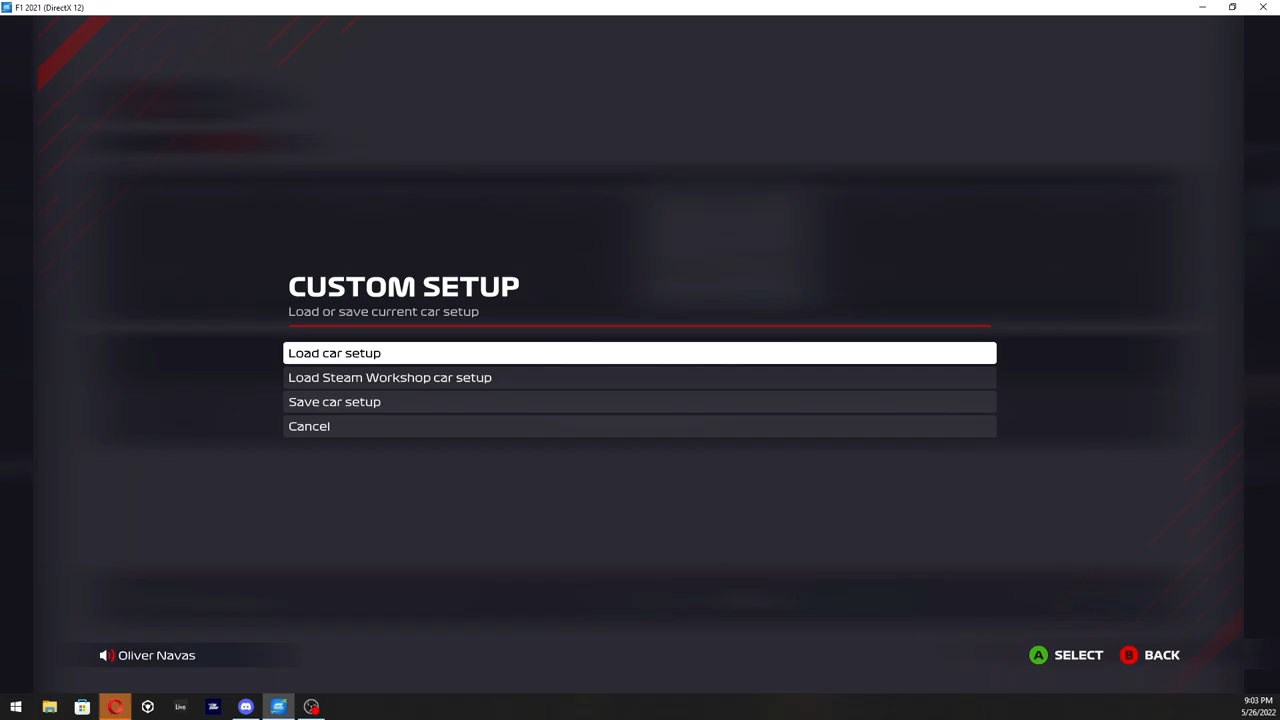 F1 2021 (DirectX 12)
CUSTOM SETUP
Load or save current car setup
Load car setup
Load Steam Workshop car setup
Save car setup
Cancel
Oliver Navas
A SELECT B BACK
Live
9:03 PM
5/26/2022